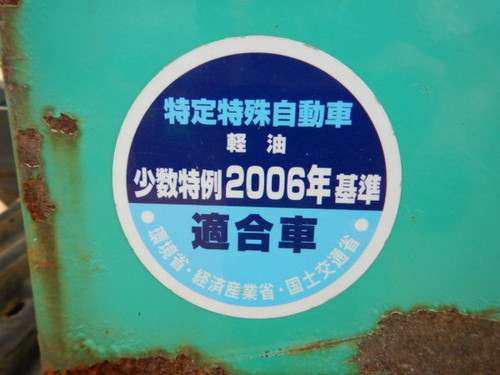 特定特殊自動車
軽油
少数特例2006年基準
適合車
環境省・経済産業省・国土交通省